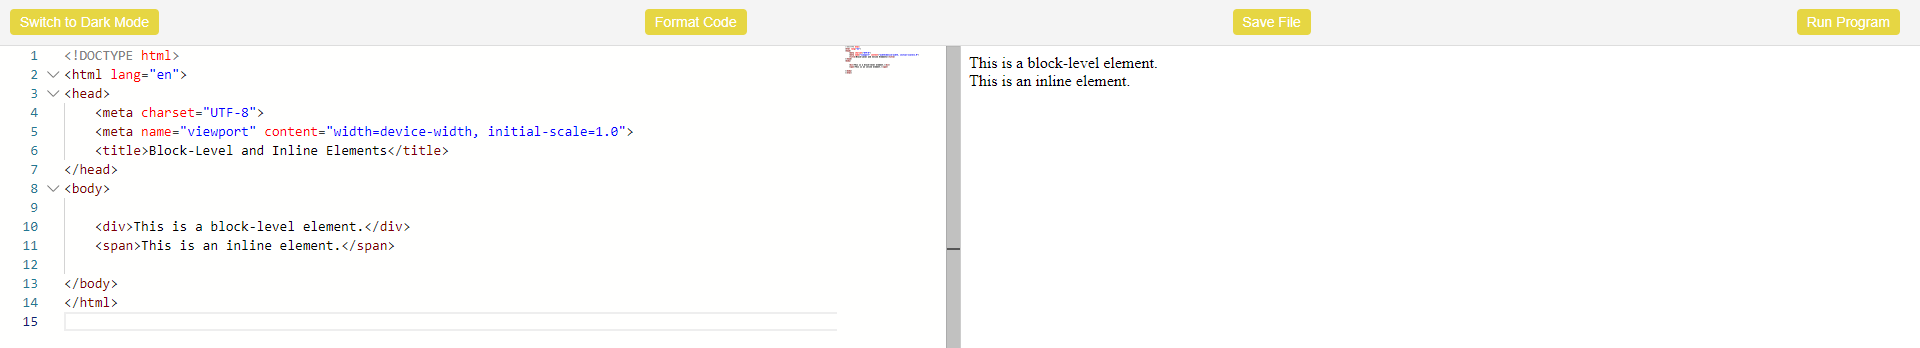 Switch to Dark Mode Format Code Save File Run Program
1 <!DOCTYPE html>
2 <html lang="en">
3 <head>
4     <meta charset="UTF-8">
5     <meta name="viewport" content="width=device-width, initial-scale=1.0">
6     <title>Block-Level and Inline Elements</title>
7 </head>
8 <body>
9
10     <div>This is a block-level element.</div>
11     <span>This is an inline element.</span>
12
13 </body>
14 </html>
15
This is a block-level element.
This is an inline element.